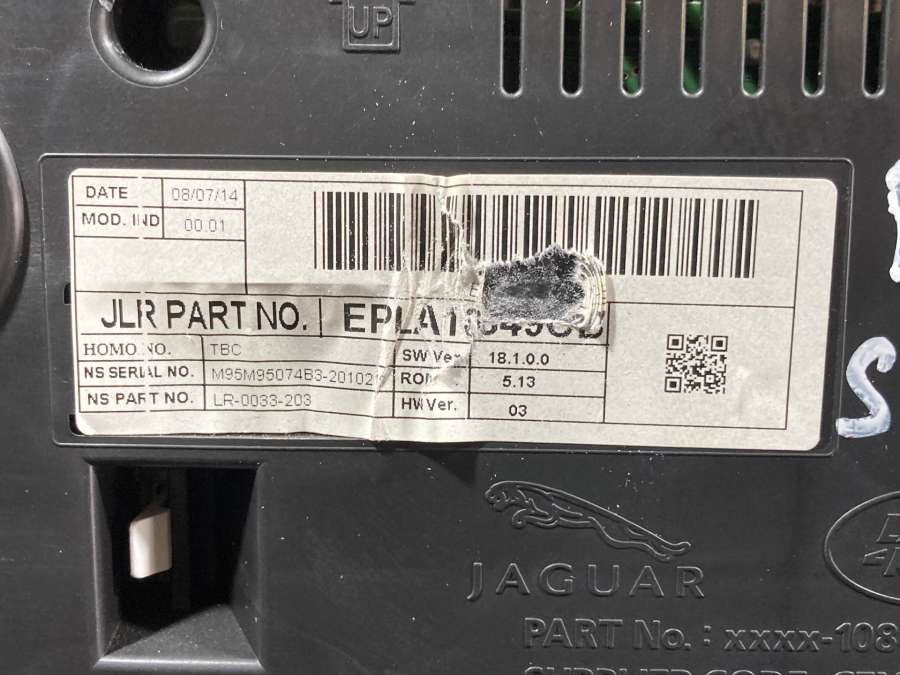 UP
DATE 08/07/14
MOD. IND 00.01
JLR PART NO.
HOMO NO. TBC
SW Ver. 18.1.0.0
NS SERIAL NO.
5.13
NS PART NO. LR-0033-203
HW Ver. 03
S
JAGUAR
PART No.: xxxx-108